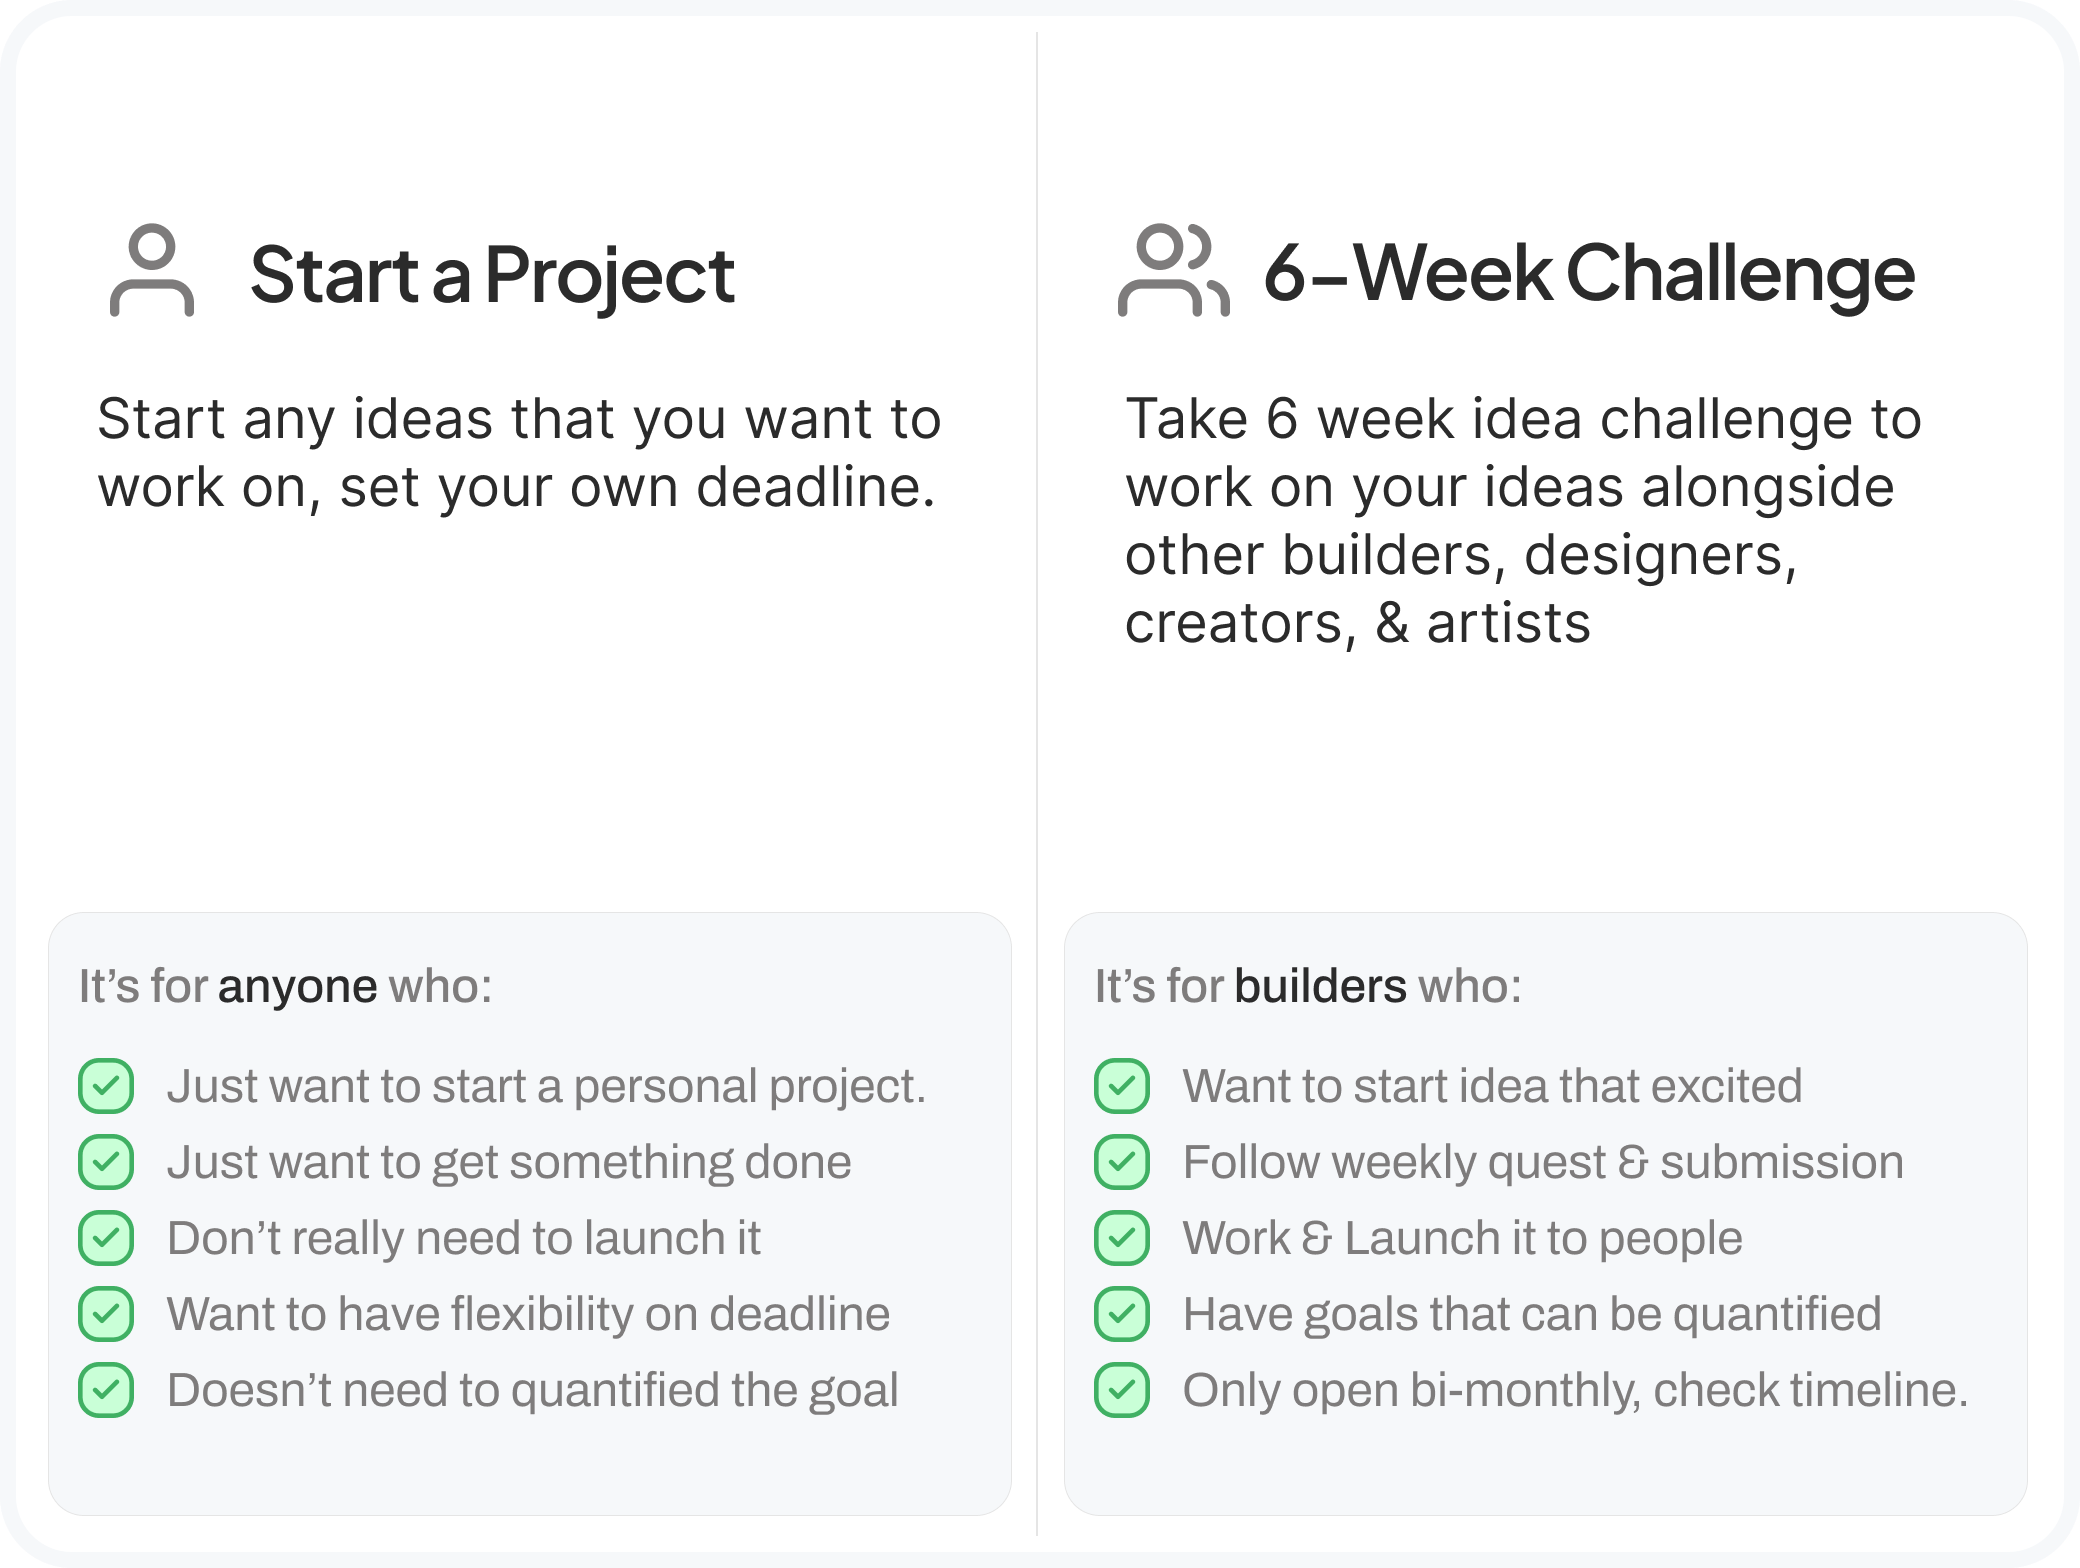 Start a Project
Start any ideas that you want to
work on, set your own deadline.
It’s for anyone who:
Just want to start a personal project.
Just want to get something done
Don’t really need to launch it
Want to have flexibility on deadline
Doesn’t need to quantified the goal
6–Week Challenge
Take 6 week idea challenge to
work on your ideas alongside
other builders, designers,
creators, & artists
It’s for builders who:
Want to start idea that excited
Follow weekly quest & submission
Work & Launch it to people
Have goals that can be quantified
Only open bi-monthly, check timeline.